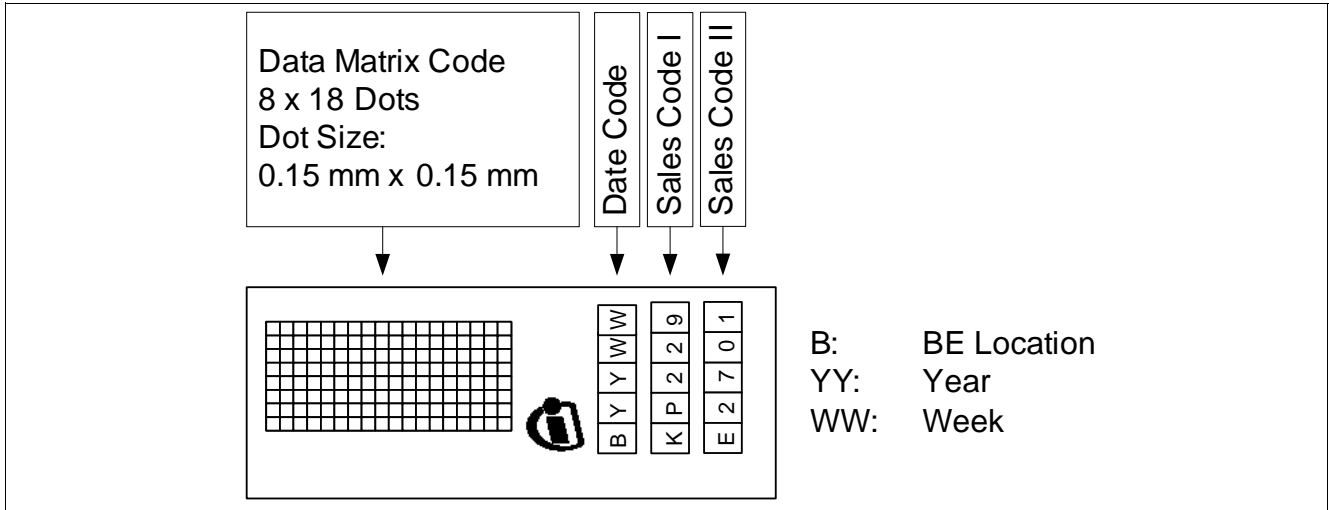 Data Matrix Code
8 x 18 Dots
Dot Size:
0.15 mm x 0.15 mm
Date Code
Sales Code I
Sales Code II
BYYWW
KP229
E2701
B: BE Location
YY: Year
WW: Week